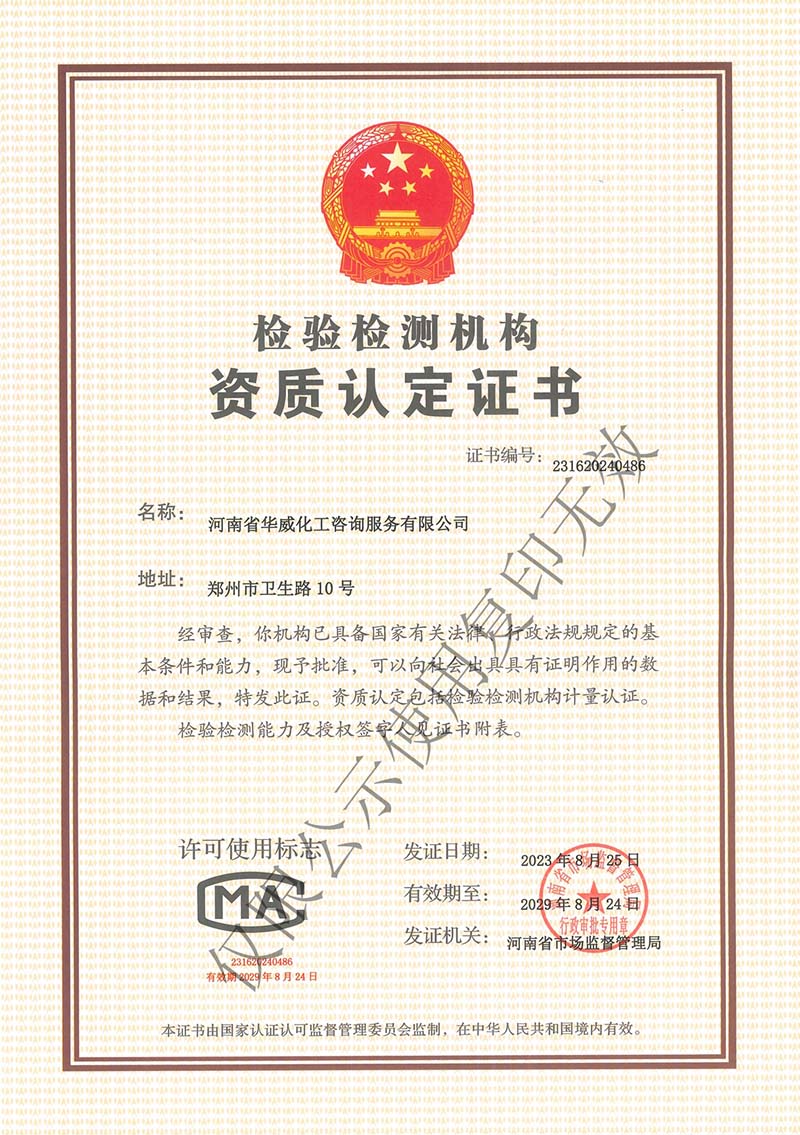 检验检测机构
资质认定证书
证书编号：231620240486
名称：河南省华威化工咨询服务有限公司
地址：郑州市卫生路10号
经审查，你机构已具备国家有关法律、行政法规规定的基
本条件和能力，现予批准，可以向社会出具具有证明作用的数
据和结果，特发此证。资质认定包括检验检测机构计量认证。
检验检测能力及授权签字人见证书附表。
许可使用标志
MA
231620240486
有效期2029年8月24日
发证日期：2023年8月25日
有效期至：2029年8月24日
发证机关：河南省市场监督管理局
河南省市场监督管理局
行政审批专用章
本证书由国家认证认可监督管理委员会监制，在中华人民共和国境内有效。
仅限公示使用复印无效